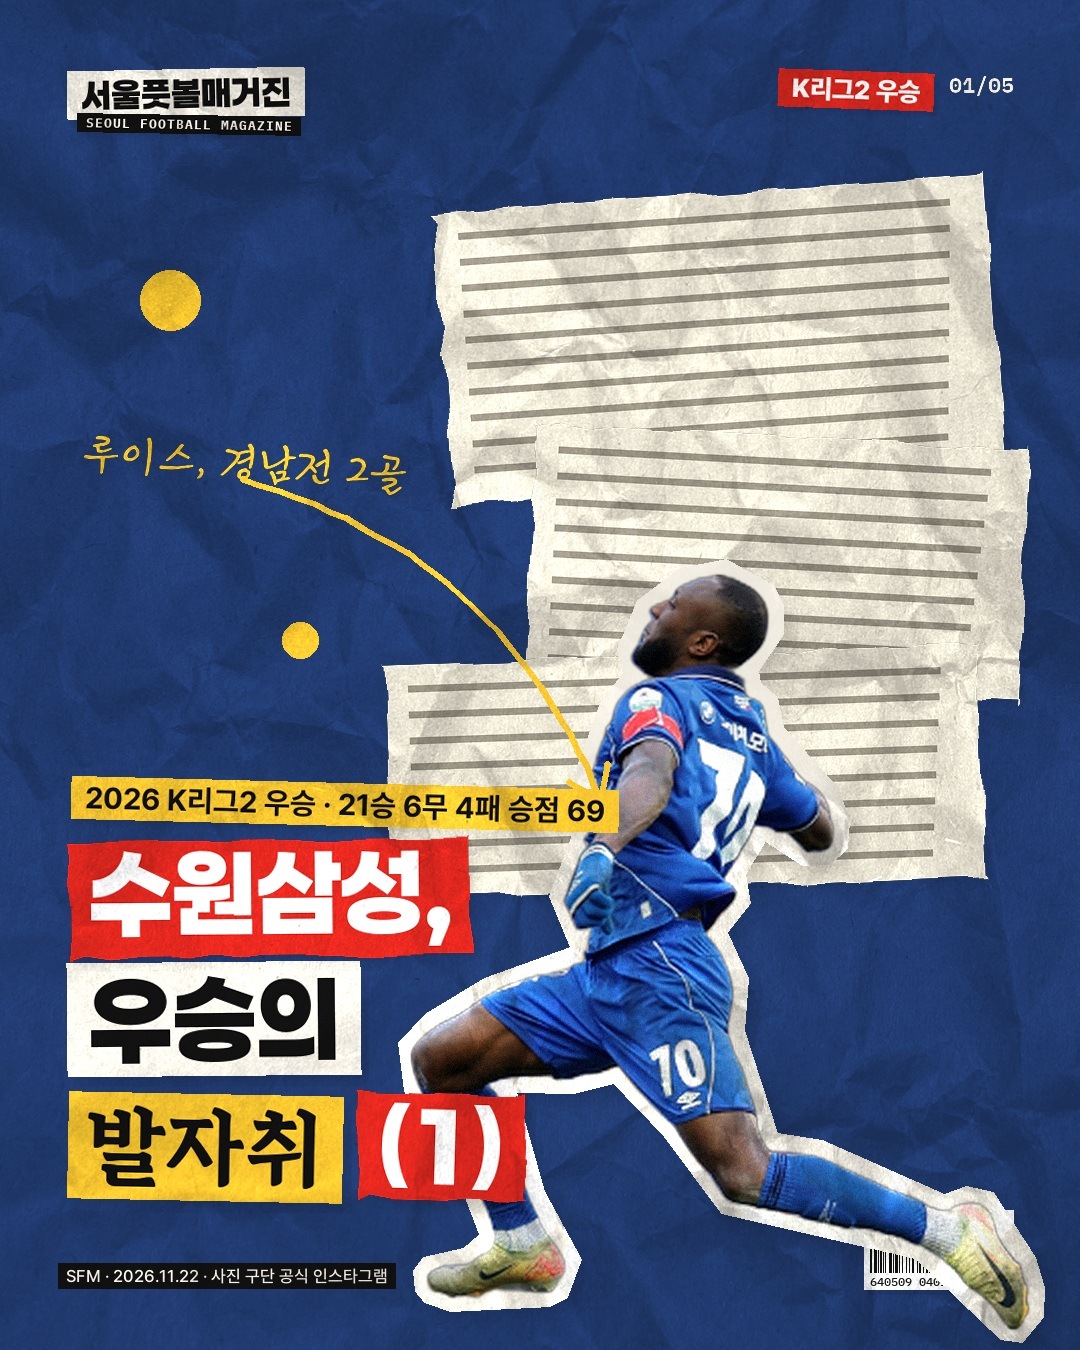 서울풋볼매거진
SEOUL FOOTBALL MAGAZINE
K리그2 우승
01/05
루이스, 경남전 2골
2026 K리그2 우승 · 21승 6무 4패 승점 69
수원삼성,
우승의
발자취 (1)
70
70
SFM · 2026.11.22 · 사진 구단 공식 인스타그램
640509